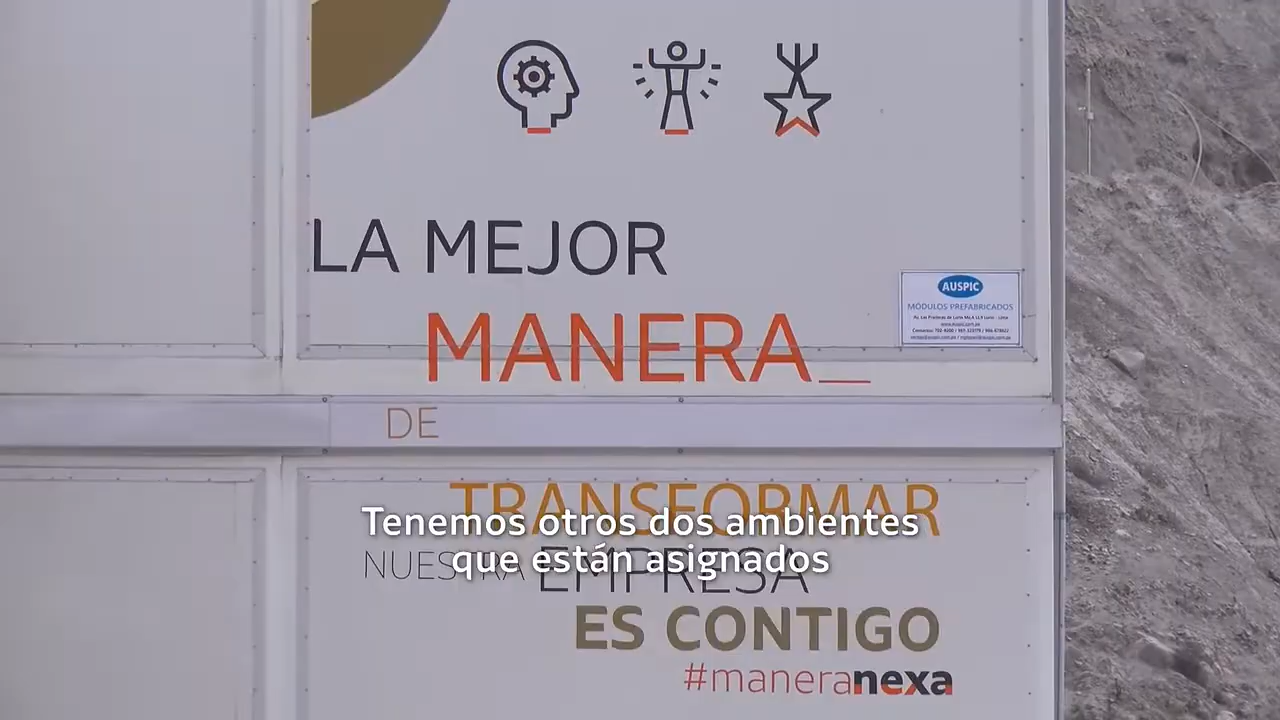 LA MEJOR
MANERA_
DE
TRANSFORMAR
NUESTRA EMPRESA
ES CONTIGO
#maneranexa
AUSPIC
MÓDULOS PREFABRICADOS
Tenemos otros dos ambientes
que están asignados